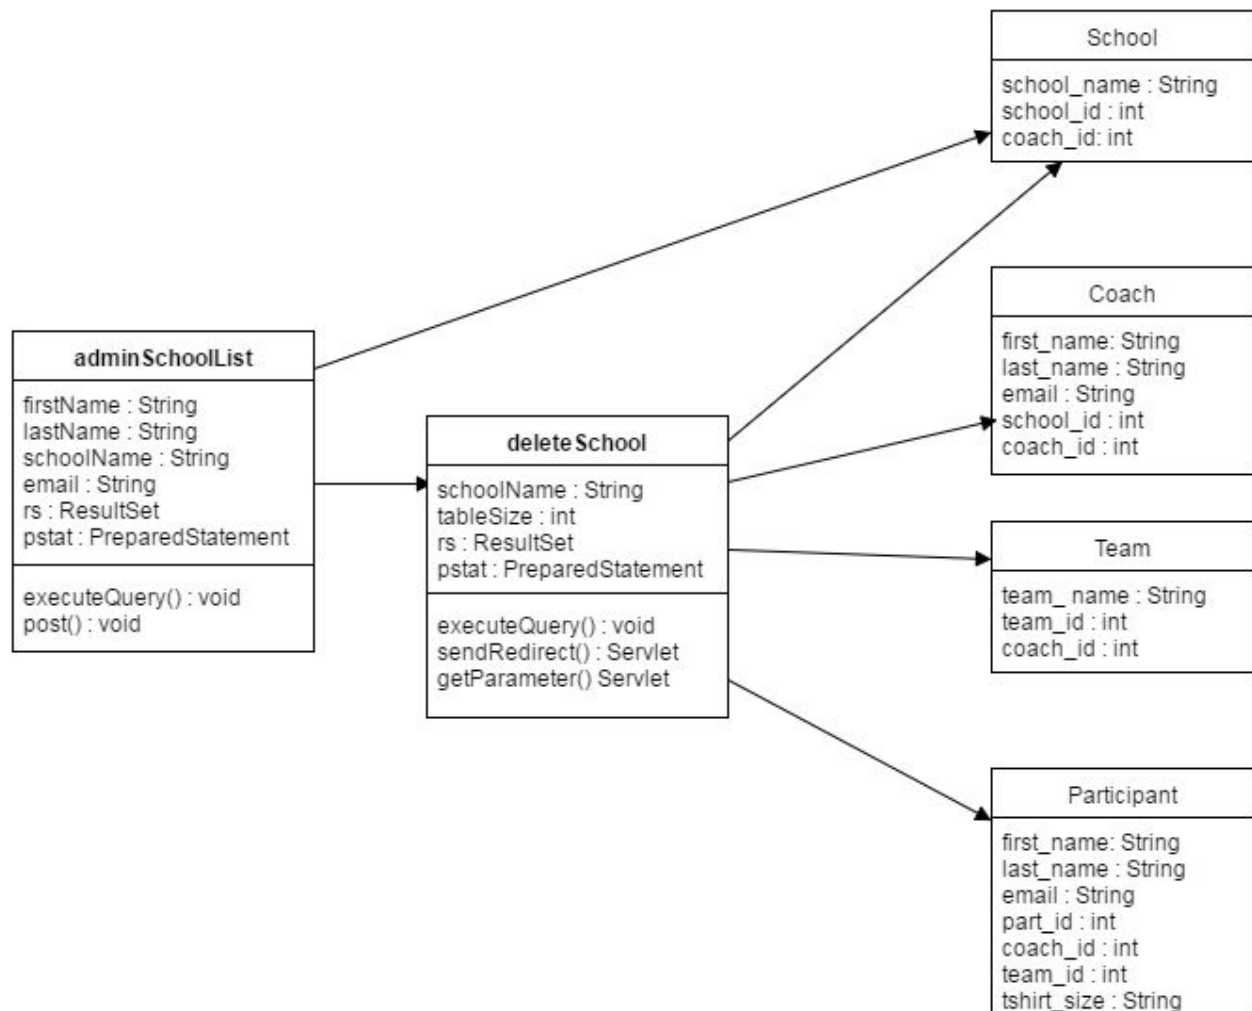 School
school_name : String
school_id : int
coach_id: int
Coach
first_name: String
last_name : String
email : String
school_id : int
coach_id : int
adminSchoolList
firstName : String
lastName : String
schoolName : String
email : String
rs : ResultSet
pstat : PreparedStatement
executeQuery() : void
post() : void
deleteSchool
schoolName : String
tableSize : int
rs : ResultSet
pstat : PreparedStatement
executeQuery() : void
sendRedirect() : Servlet
getParameter() Servlet
Team
team_ name : String
team_id : int
coach_id : int
Participant
first_name: String
last_name : String
email : String
part_id : int
coach_id : int
team_id : int
tshirt_size : String